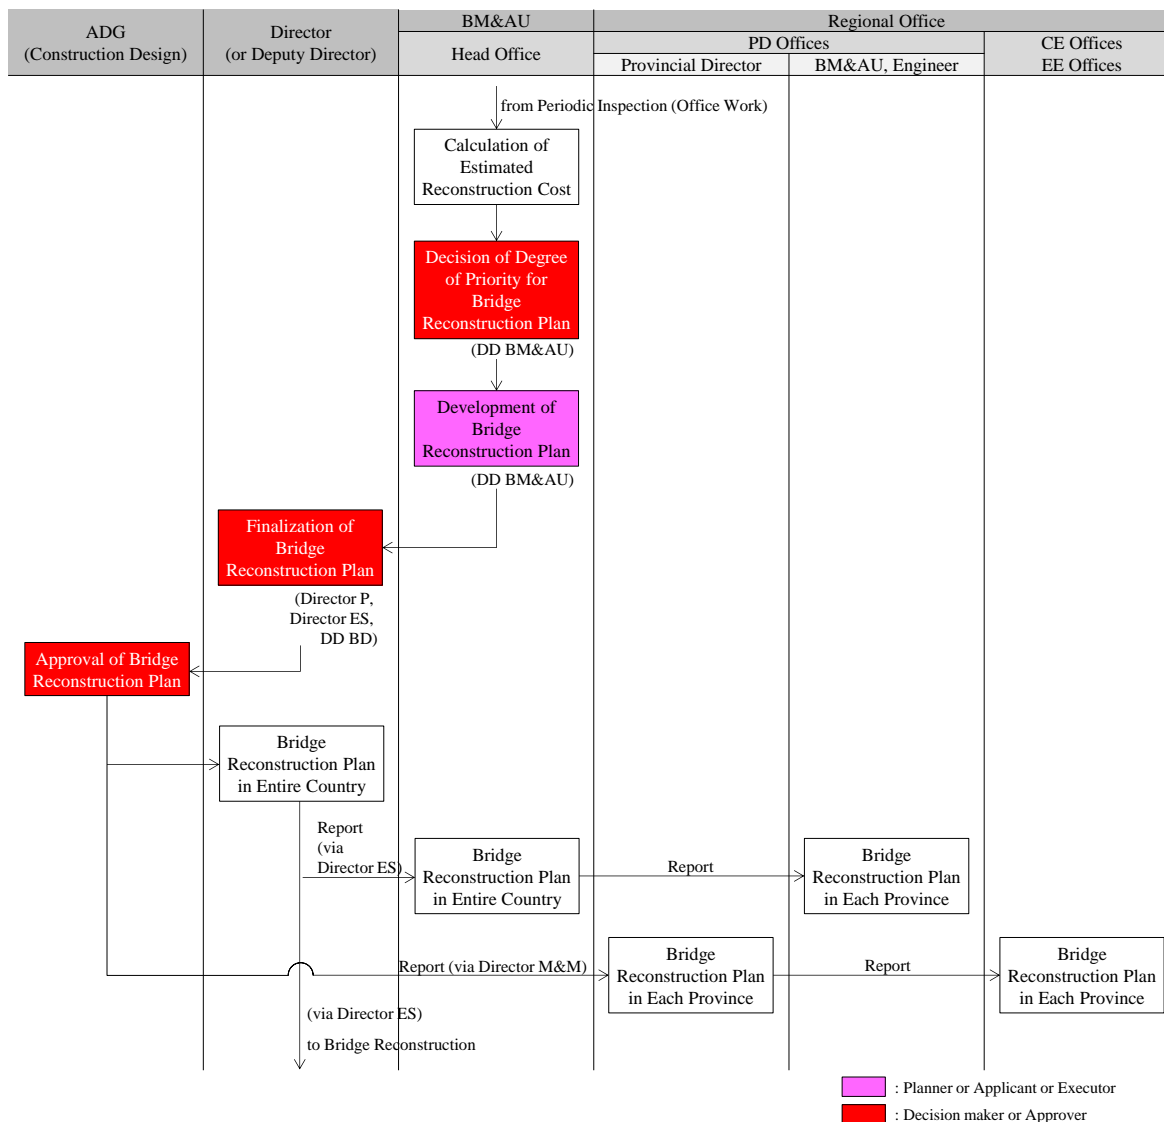 ADG
(Construction Design)
Director
(or Deputy Director)
BM&AU
Head Office
Regional Office
PD Offices
Provincial Director
BM&AU, Engineer
CE Offices
EE Offices
from Periodic Inspection (Office Work)
Calculation of
Estimated
Reconstruction Cost
Decision of Degree
of Priority for
Bridge
Reconstruction Plan
(DD BM&AU)
Development of
Bridge
Reconstruction Plan
(DD BM&AU)
Finalization of
Bridge
Reconstruction Plan
(Director P,
Director ES,
DD BD)
Approval of Bridge
Reconstruction Plan
Bridge
Reconstruction Plan
in Entire Country
Report
(via
Director ES)
Bridge
Reconstruction Plan
in Entire Country
Report
Bridge
Reconstruction Plan
in Each Province
Report (via Director M&M)
Bridge
Reconstruction Plan
in Each Province
Report
Bridge
Reconstruction Plan
in Each Province
(via Director ES)
to Bridge Reconstruction
: Planner or Applicant or Executor
: Decision maker or Approver